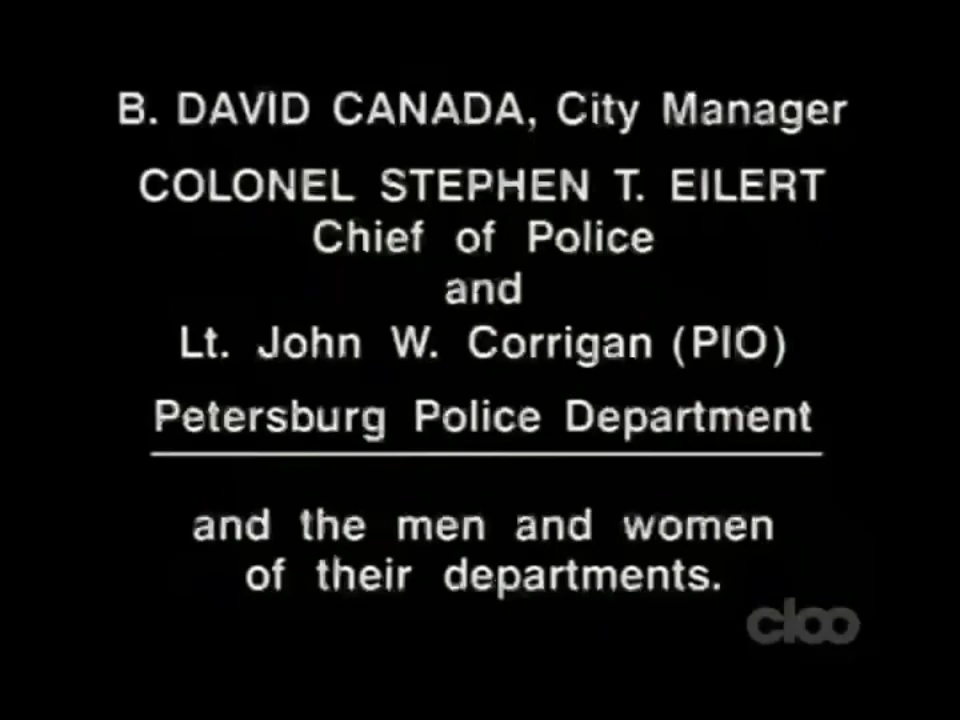 B. DAVID CANADA, City Manager
COLONEL STEPHEN T. EILERT
Chief of Police
and
Lt. John W. Corrigan (PIO)
Petersburg Police Department
and the men and women
of their departments.
cloo